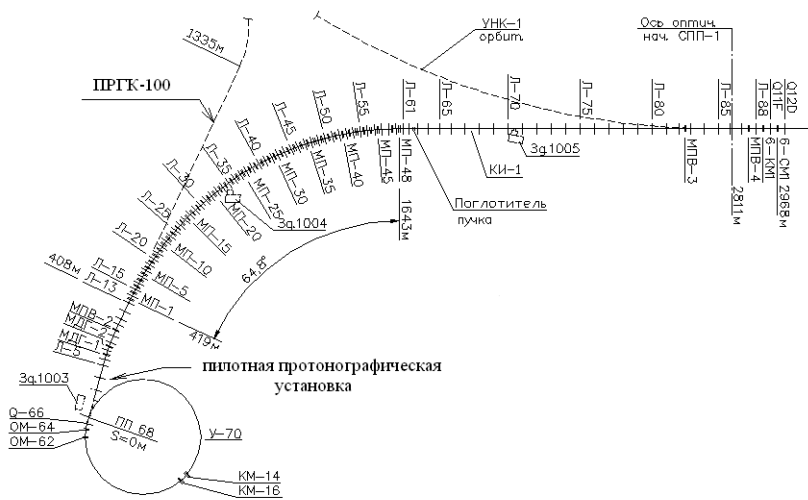 1335м
УНК-1
орбит.
Ось оптич.
нач. СПП-1
ПРГК-100
Л-55
Л-61
Л-65
Л-70
Л-75
Л-80
Л-85
Л-88
Q11F
Q12D
Л-50
Л-45
Л-40
Л-35
Л-30
Л-25
Л-20
408м
Л-15
Л-13
МПВ-2
МДГ-2
МДГ-1
Л-5
МП-1
МП-5
МП-10
МП-15
МП-20
МП-25
МП-30
МП-35
МП-40
МП-45
МП-48
КИ-1
Зд.1005
МПВ-3
МПВ-4
6-КМ1
6-СМ1
Зд.1004
Поглотитель
пучка
1643м
2811м
2968м
64.8°
419м
пилотная протонографическая
установка
Зд.1003
Q-66
ОМ-64
ОМ-62
ПП 68
S=0м
У-70
КМ-14
КМ-16